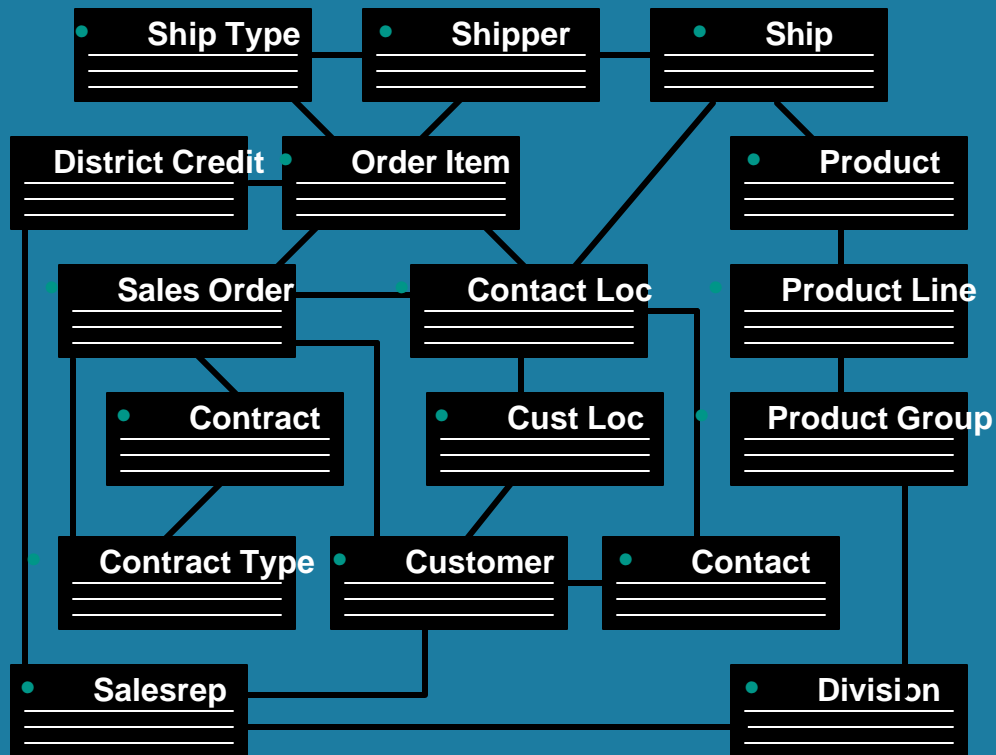 Ship Type
Shipper
Ship
District Credit
Order Item
Product
Sales Order
Contact Loc
Product Line
Contract
Cust Loc
Product Group
Contract Type
Customer
Contact
Salesrep
Division